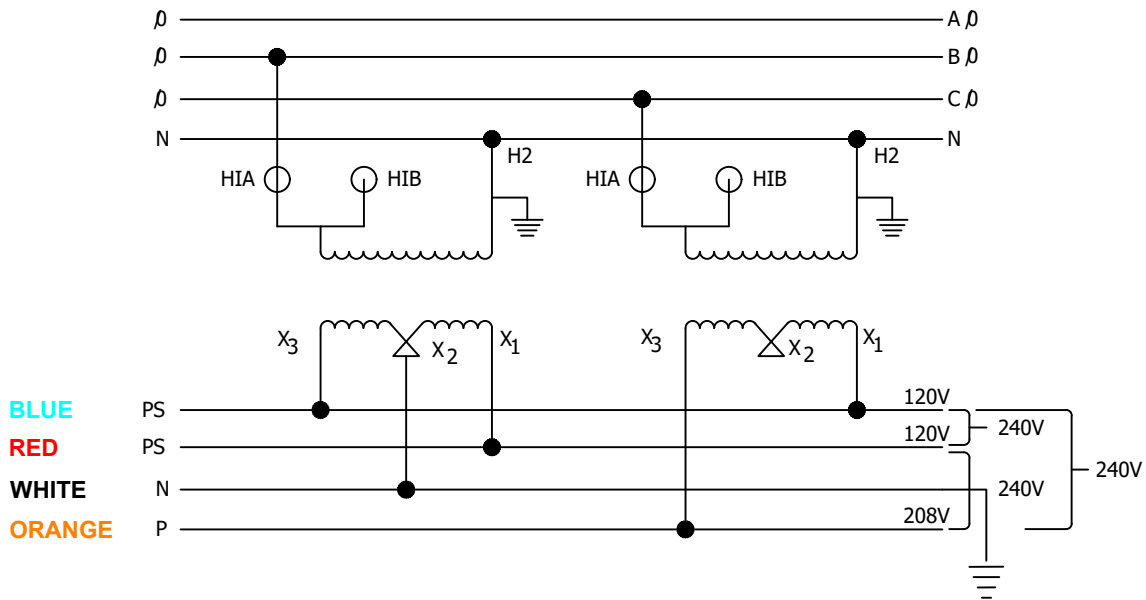 Ø A Ø
Ø B Ø
Ø C Ø
N N
H2 H2
HIA HIB HIA HIB
X3 X2 X1 X3 X2 X1
BLUE PS 120V
240V
RED PS 120V
240V
WHITE N 240V
ORANGE P 208V